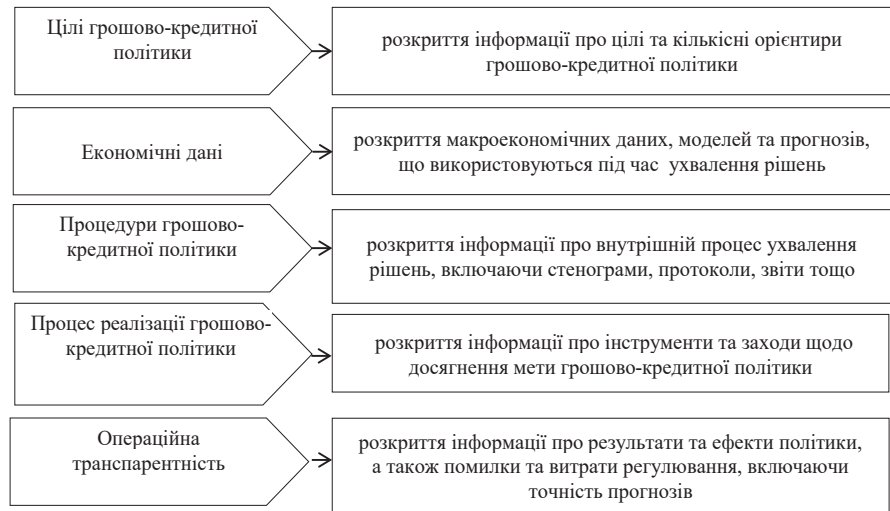 Цілі грошово-кредитної
політики
розкриття інформації про цілі та кількісні орієнтири
грошово-кредитної політики
Економічні дані
розкриття макроекономічних даних, моделей та прогнозів,
що використовуються під час ухвалення рішень
Процедури грошово-
кредитної політики
розкриття інформації про внутрішній процес ухвалення
рішень, включаючи стенограми, протоколи, звіти тощо
Процес реалізації грошово-
кредитної політики
розкриття інформації про інструменти та заходи щодо
досягнення мети грошово-кредитної політики
Операційна
транспарентність
розкриття інформації про результати та ефекти політики,
а також помилки та витрати регулювання, включаючи
точність прогнозів